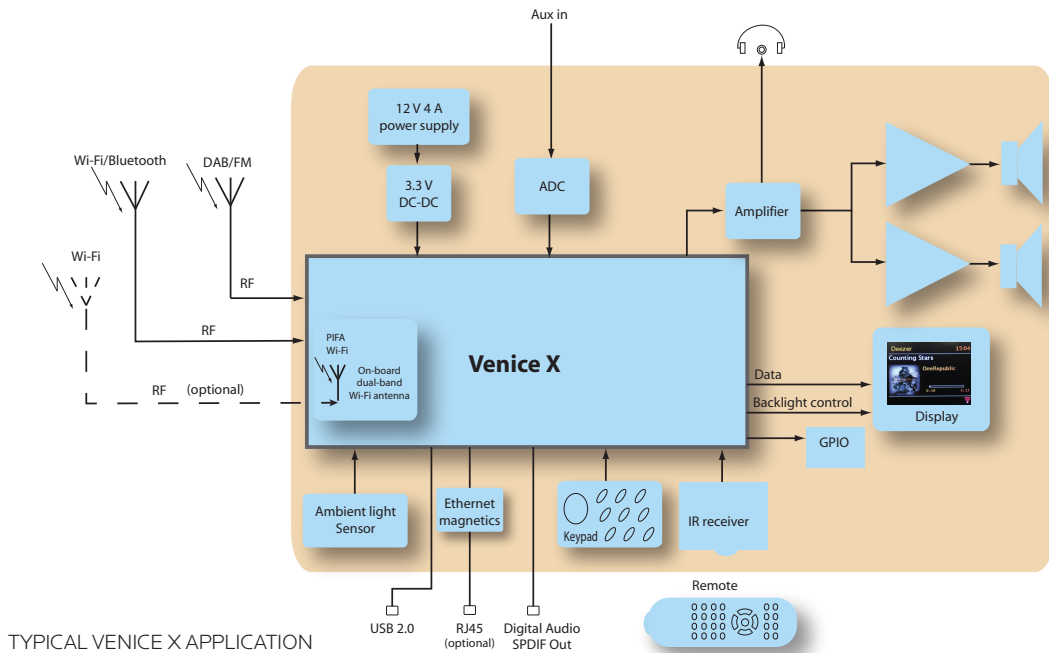 Aux in
12 V 4 A
power supply
Wi-Fi/Bluetooth
DAB/FM
3.3 V
DC-DC
ADC
Amplifier
Wi-Fi
RF
RF
RF
(optional)
PIFA
Wi-Fi
On-board
dual-band
Wi-Fi antenna
Venice X
Data
Backlight control
Deezer
15:04
Counting Stars
OneRepublic
Display
GPIO
Ambient light
Sensor
Ethernet
magnetics
Keypad
IR receiver
Remote
USB 2.0
RJ45
(optional)
Digital Audio
SPDIF Out
TYPICAL VENICE X APPLICATION